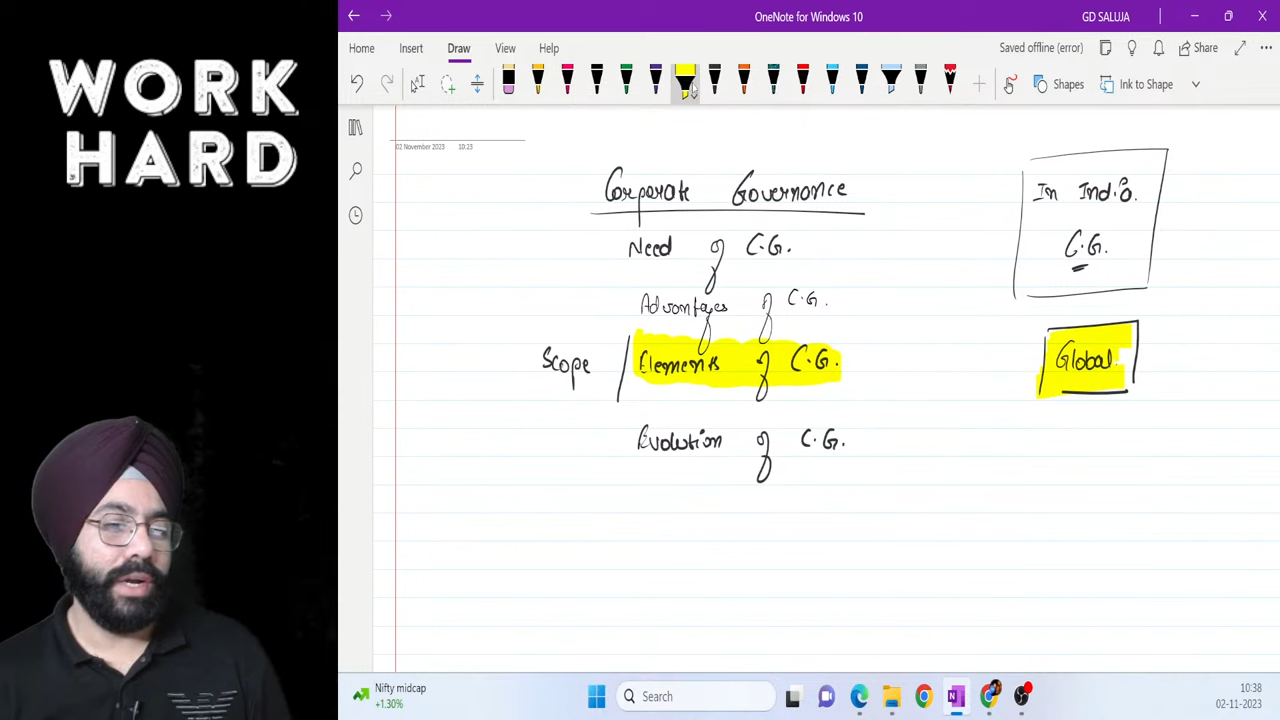 WORK
HARD
OneNote for Windows 10
GD SALUJA
Home Insert Draw View Help
Saved offline (error)
Share
Shapes
Ink to Shape
02 November 2023 10:23
Corporate Governance
Need of C.G.
Advantages of C.G.
Scope
Elements of C.G.
Evolution of C.G.
In India
C.G.
Global
Nifty midcap
+1.30%
Search
10:38
02-11-2023